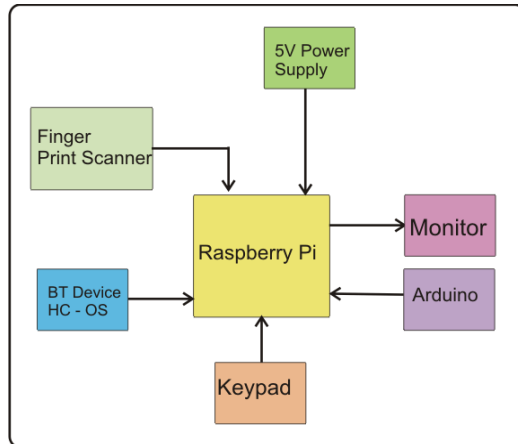 5V Power
Supply
Finger
Print Scanner
Raspberry Pi
Monitor
BT Device
HC - OS
Arduino
Keypad